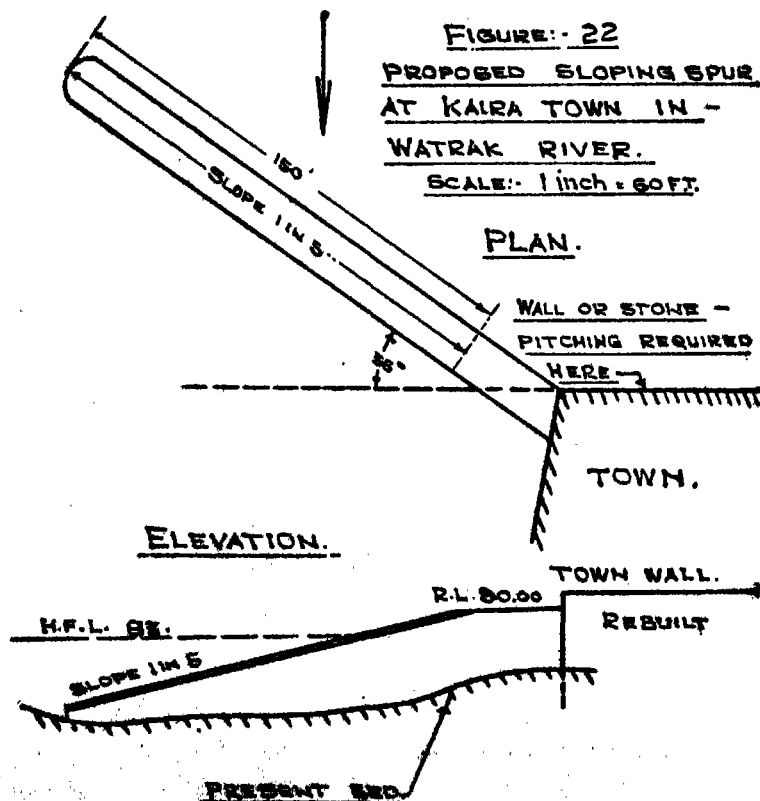 FIGURE:- 22
PROPOSED SLOPING SPUR
AT KAIRA TOWN IN -
WATRAK RIVER.
SCALE:- 1 inch = 60 FT.
PLAN.
150'
SLOPE 1 IN 5
WALL OR STONE -
PITCHING REQUIRED
HERE
TOWN.
ELEVATION.
TOWN WALL.
R.L. 80.00
REBUILT
H.F.L.
SLOPE 1 IN 5
PRESENT BED